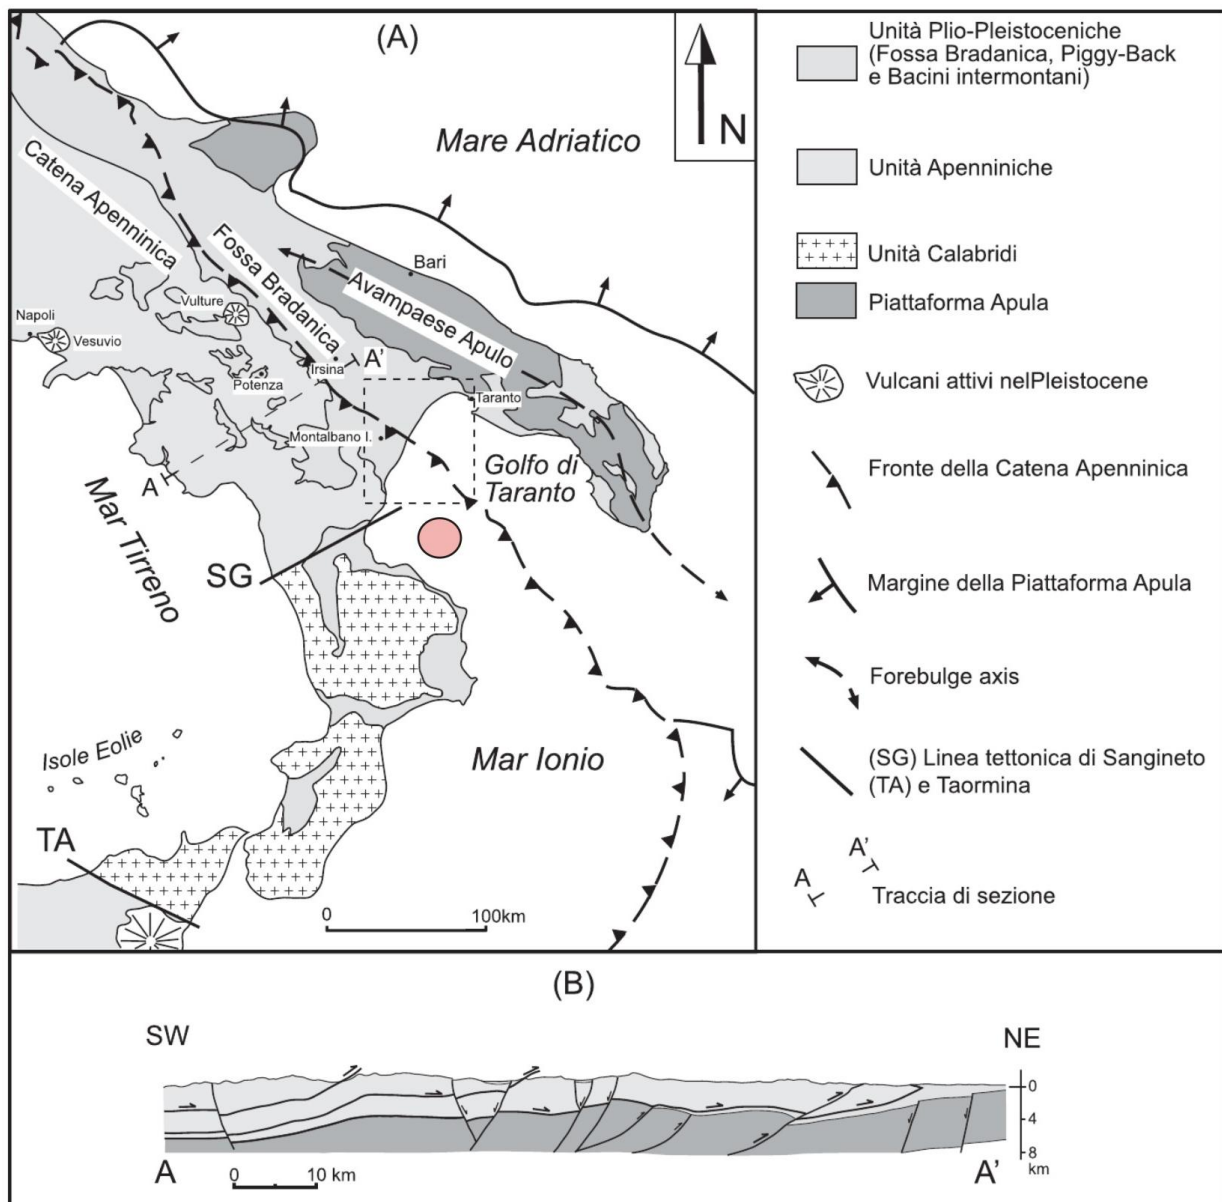 (A)
N
Mare Adriatico
Catena Apenninica
Fossa Bradanica
Avampaese Apulo
Bari
Vulture
Napoli
Vesuvio
Irsina
A'
Potenza
Taranto
Montalbano I.
Golfo di
Taranto
A
Mar Tirreno
SG
Isole Eolie
Mar Ionio
TA
0
100km
Unità Plio-Pleistoceniche
(Fossa Bradanica, Piggy-Back
e Bacini intermontani)
Unità Apenniniche
Unità Calabridi
Piattaforma Apula
Vulcani attivi nelPleistocene
Fronte della Catena Apenninica
Margine della Piattaforma Apula
Forebulge axis
(SG) Linea tettonica di Sangineto
(TA) e Taormina
A'
A
Traccia di sezione
(B)
SW
NE
0
4
8
km
A
A'
0
10 km